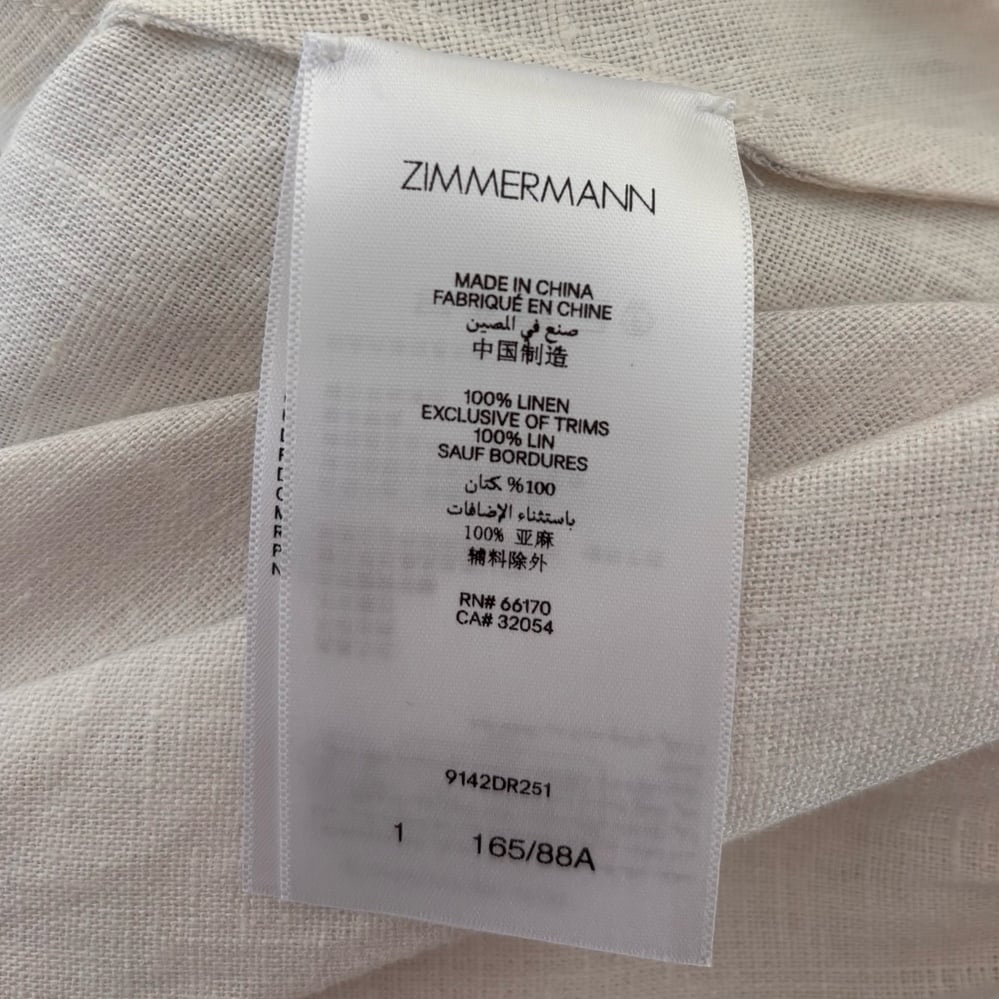 ZIMMERMANN
MADE IN CHINA
FABRIQUÉ EN CHINE
صنع في المصين
中国制造
100% LINEN
EXCLUSIVE OF TRIMS
100% LIN
SAUF BORDURES
100% كتان
باستثناء الإضافات
100% 亚麻
辅料除外
RN# 66170
CA# 32054
9142DR251
1 165/88A